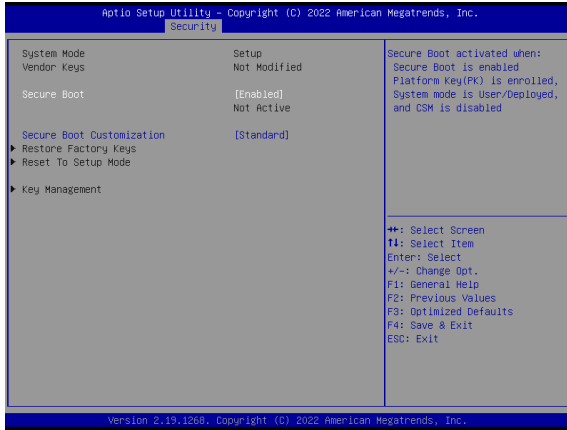 Aptio Setup Utility – Copyright (C) 2022 American Megatrends, Inc.
Security
System Mode Setup
Vendor Keys Not Modified
Secure Boot [Enabled]
Not Active
Secure Boot Customization [Standard]
Restore Factory Keys
Reset To Setup Mode
Key Management
Secure Boot activated when:
Secure Boot is enabled
Platform Key(PK) is enrolled,
System mode is User/Deployed,
and CSM is disabled
→←: Select Screen
↑↓: Select Item
Enter: Select
+/-: Change Opt.
F1: General Help
F2: Previous Values
F3: Optimized Defaults
F4: Save & Exit
ESC: Exit
Version 2.19.1268. Copyright (C) 2022 American Megatrends, Inc.